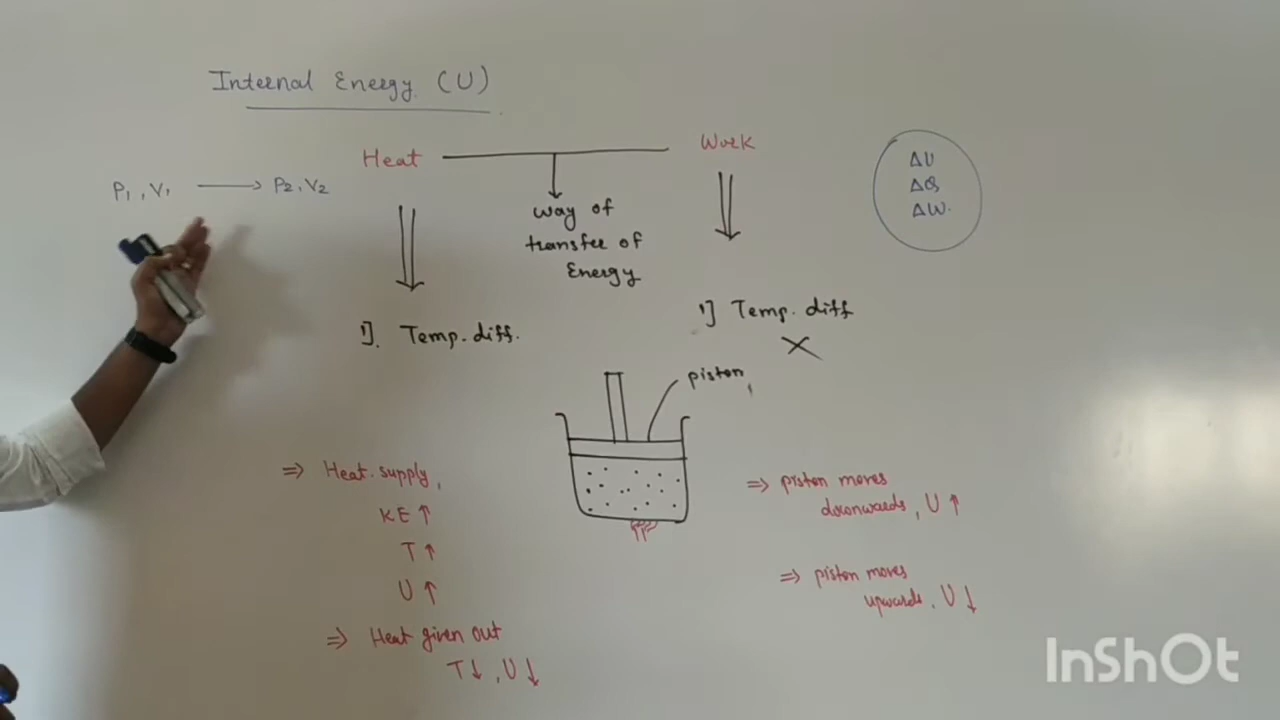 Internal Energy (U)
Heat
Work
P1, V1 → P2, V2
ΔU
ΔQ
ΔW.
way of
transfer of
Energy
1]. Temp. diff.
1] Temp. diff
×
piston,
⇒ Heat supply,
KE ↑
T ↑
U ↑
⇒ Heat given out
T↓, U↓
⇒ piston moves
downwards, U ↑
⇒ piston moves
upwards, U ↓
InShOt